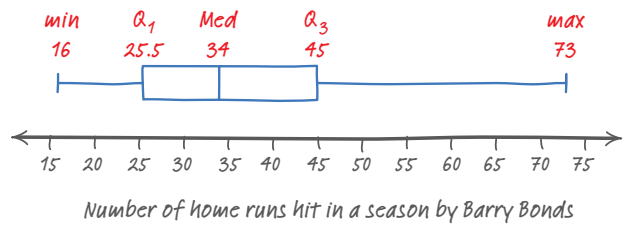 min Q1 Med Q3 max
16 25.5 34 45 73
15 20 25 30 35 40 45 50 55 60 65 70 75
Number of home runs hit in a season by Barry Bonds